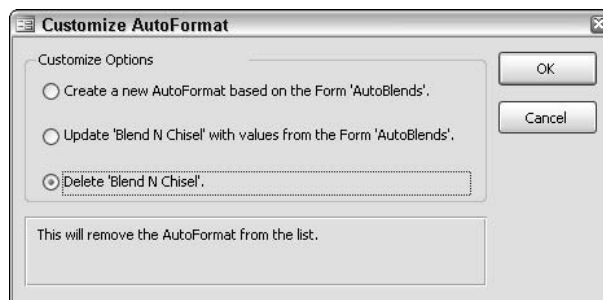 Customize AutoFormat
Customize Options
Create a new AutoFormat based on the Form 'AutoBlends'.
Update 'Blend N Chisel' with values from the Form 'AutoBlends'.
Delete 'Blend N Chisel'.
This will remove the AutoFormat from the list.
OK
Cancel